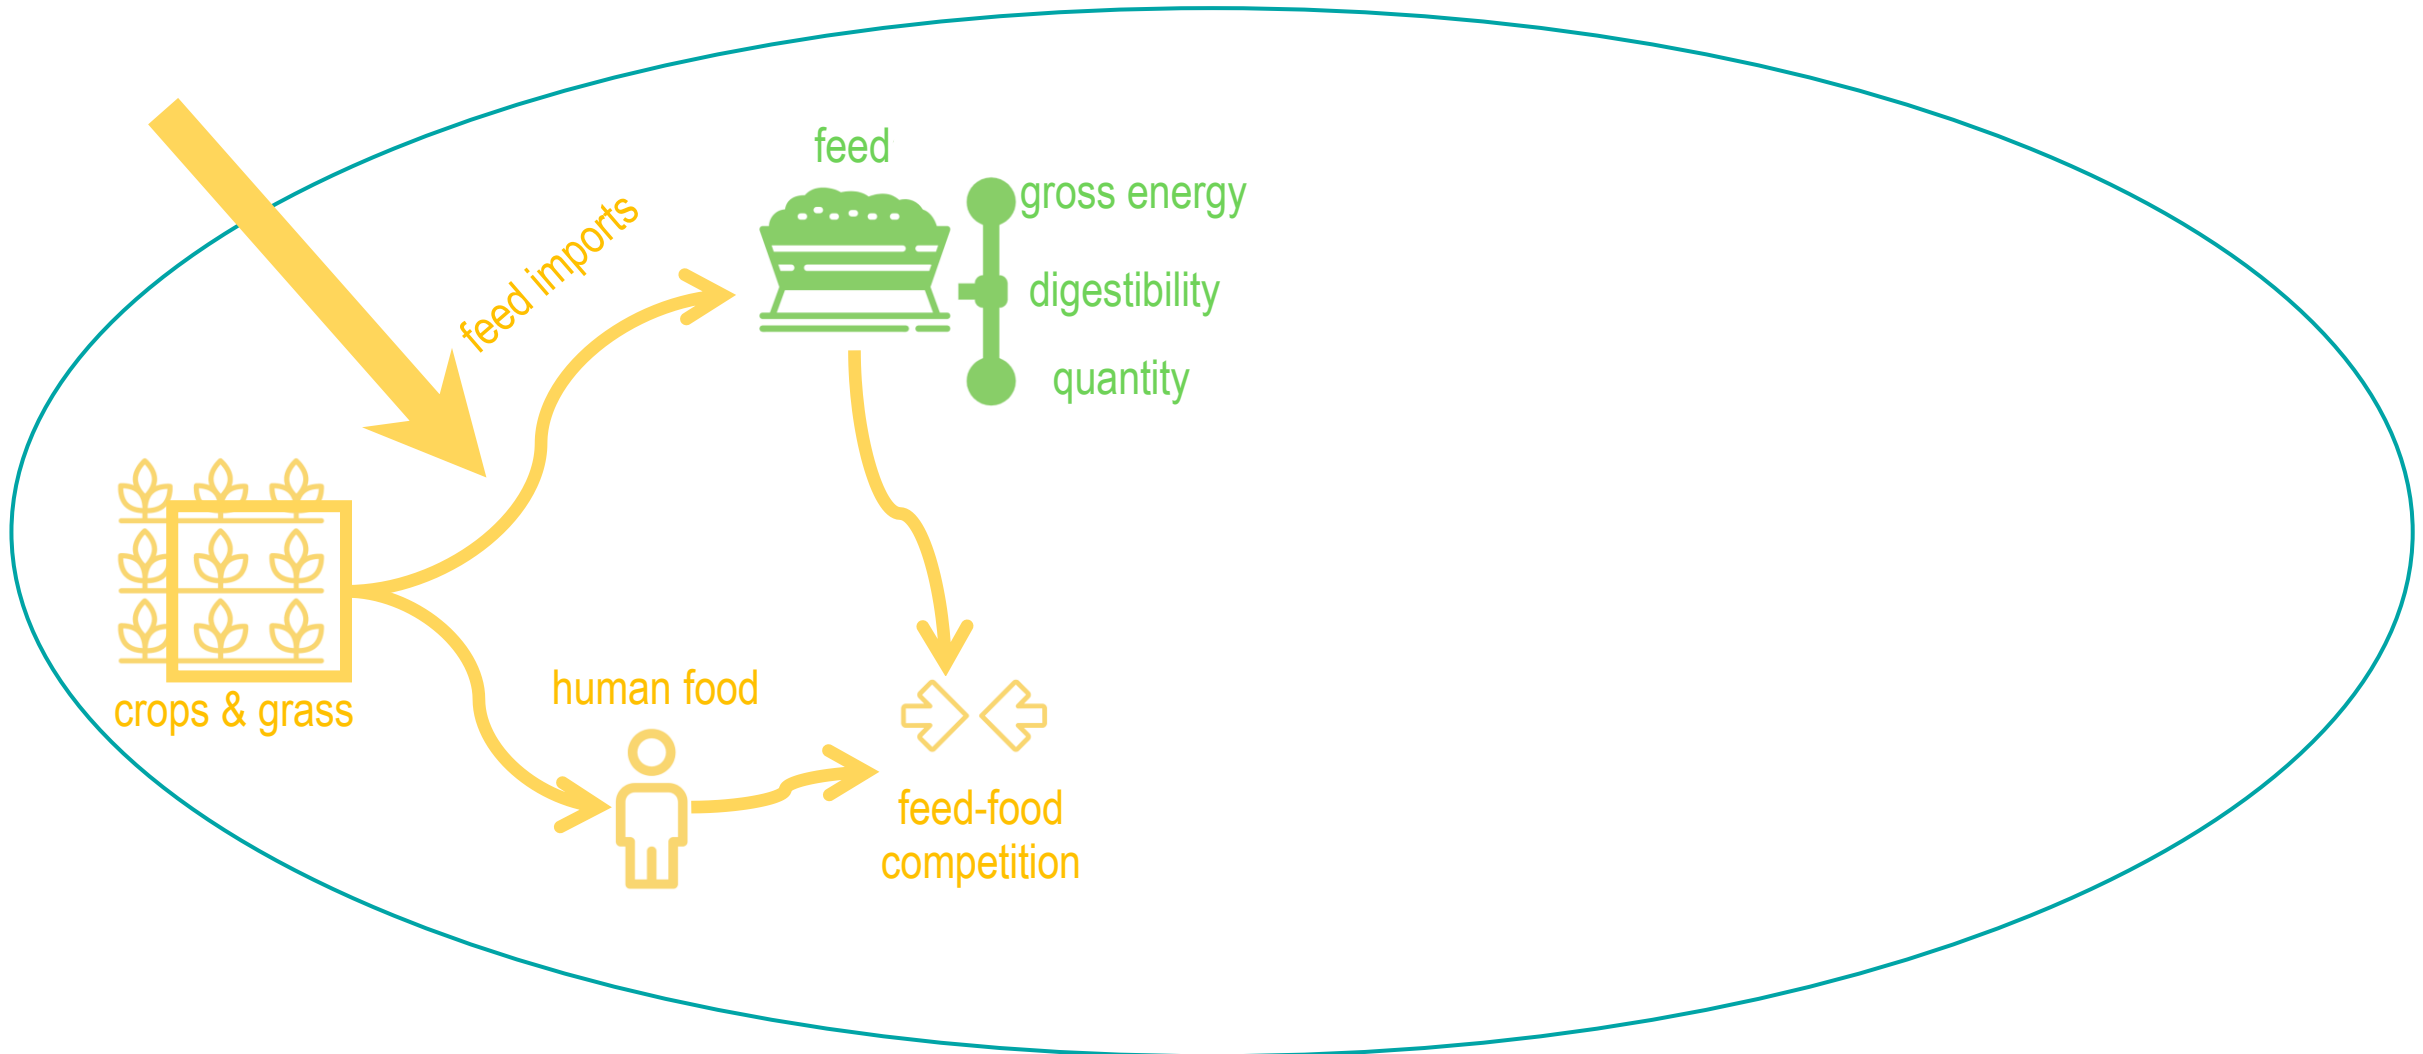 feed
gross energy
feed imports
digestibility
quantity
human food
crops & grass
feed-food
competition